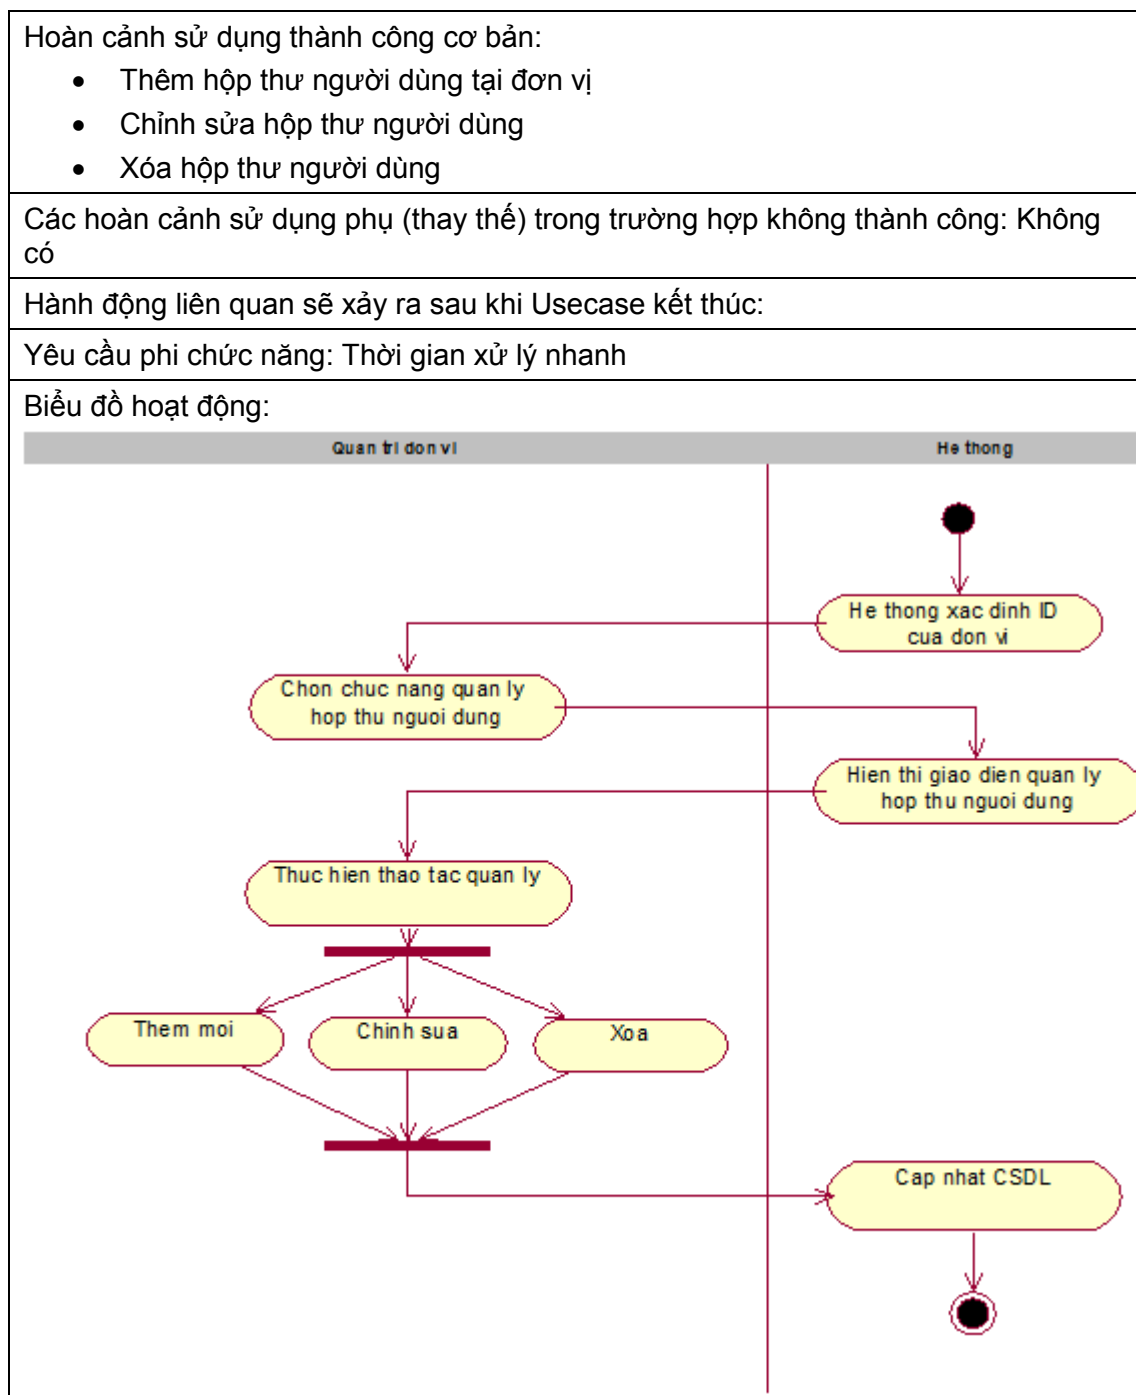 Hoàn cảnh sử dụng thành công cơ bản:
• Thêm hộp thư người dùng tại đơn vị
• Chỉnh sửa hộp thư người dùng
• Xóa hộp thư người dùng
Các hoàn cảnh sử dụng phụ (thay thế) trong trường hợp không thành công: Không
có
Hành động liên quan sẽ xảy ra sau khi Usecase kết thúc:
Yêu cầu phi chức năng: Thời gian xử lý nhanh
Biểu đồ hoạt động:
Quan tri don vi
He thong
He thong xac dinh ID
cua don vi
Chon chuc nang quan ly
hop thu nguoi dung
Hien thi giao dien quan ly
hop thu nguoi dung
Thuc hien thao tac quan ly
Them moi
Chinh sua
Xoa
Cap nhat CSDL